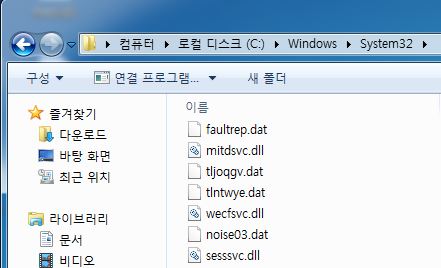 컴퓨터 ▸ 로컬 디스크 (C:) ▸ Windows ▸ System32 ▸
구성 연결 프로그램... 새 폴더
즐겨찾기
다운로드
바탕 화면
최근 위치
라이브러리
문서
비디오
이름
faultrep.dat
mitdsvc.dll
tljoqgv.dat
tlntwye.dat
wecfsvc.dll
noise03.dat
sesssvc.dll